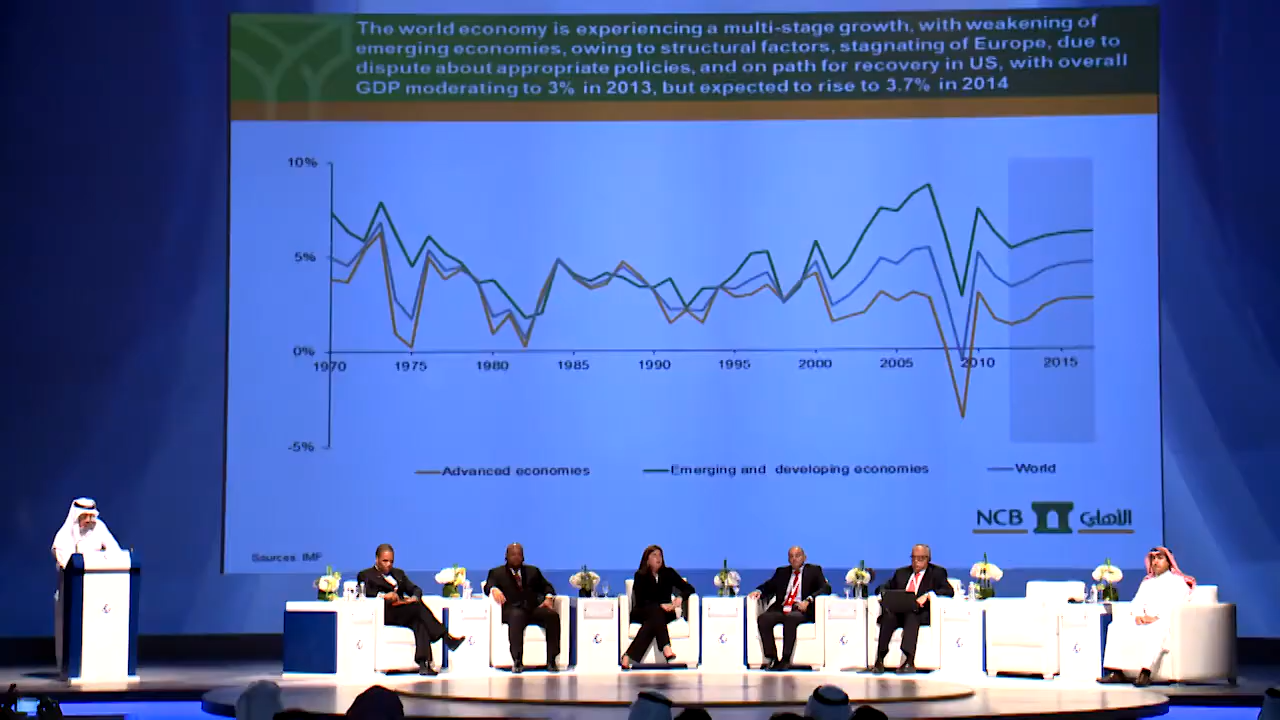 The world economy is experiencing a multi-stage growth, with weakening of
emerging economies, owing to structural factors, stagnating of Europe, due to
dispute about appropriate policies, and on path for recovery in US, with overall
GDP moderating to 3% in 2013, but expected to rise to 3.7% in 2014
10%
5%
0%
1970 1975 1980 1985 1990 1995 2000 2005 2010 2015
-5%
Advanced economies Emerging and developing economies World
NCB الأهلي
Sources: IMF